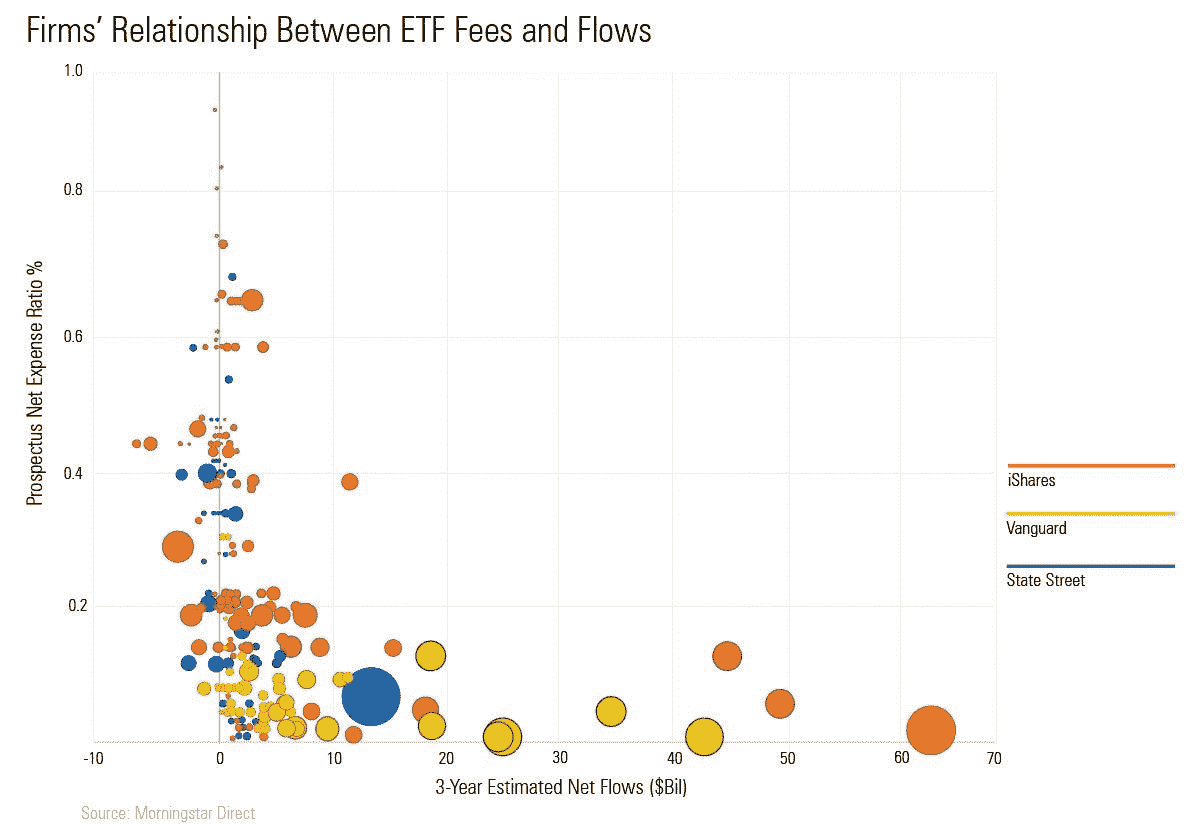 Firms' Relationship Between ETF Fees and Flows
1.0
0.8
0.6
0.4
0.2
Prospectus Net Expense Ratio %
-10
0
10
20
30
40
50
60
70
3-Year Estimated Net Flows ($Bil)
iShares
Vanguard
State Street
Source: Morningstar Direct